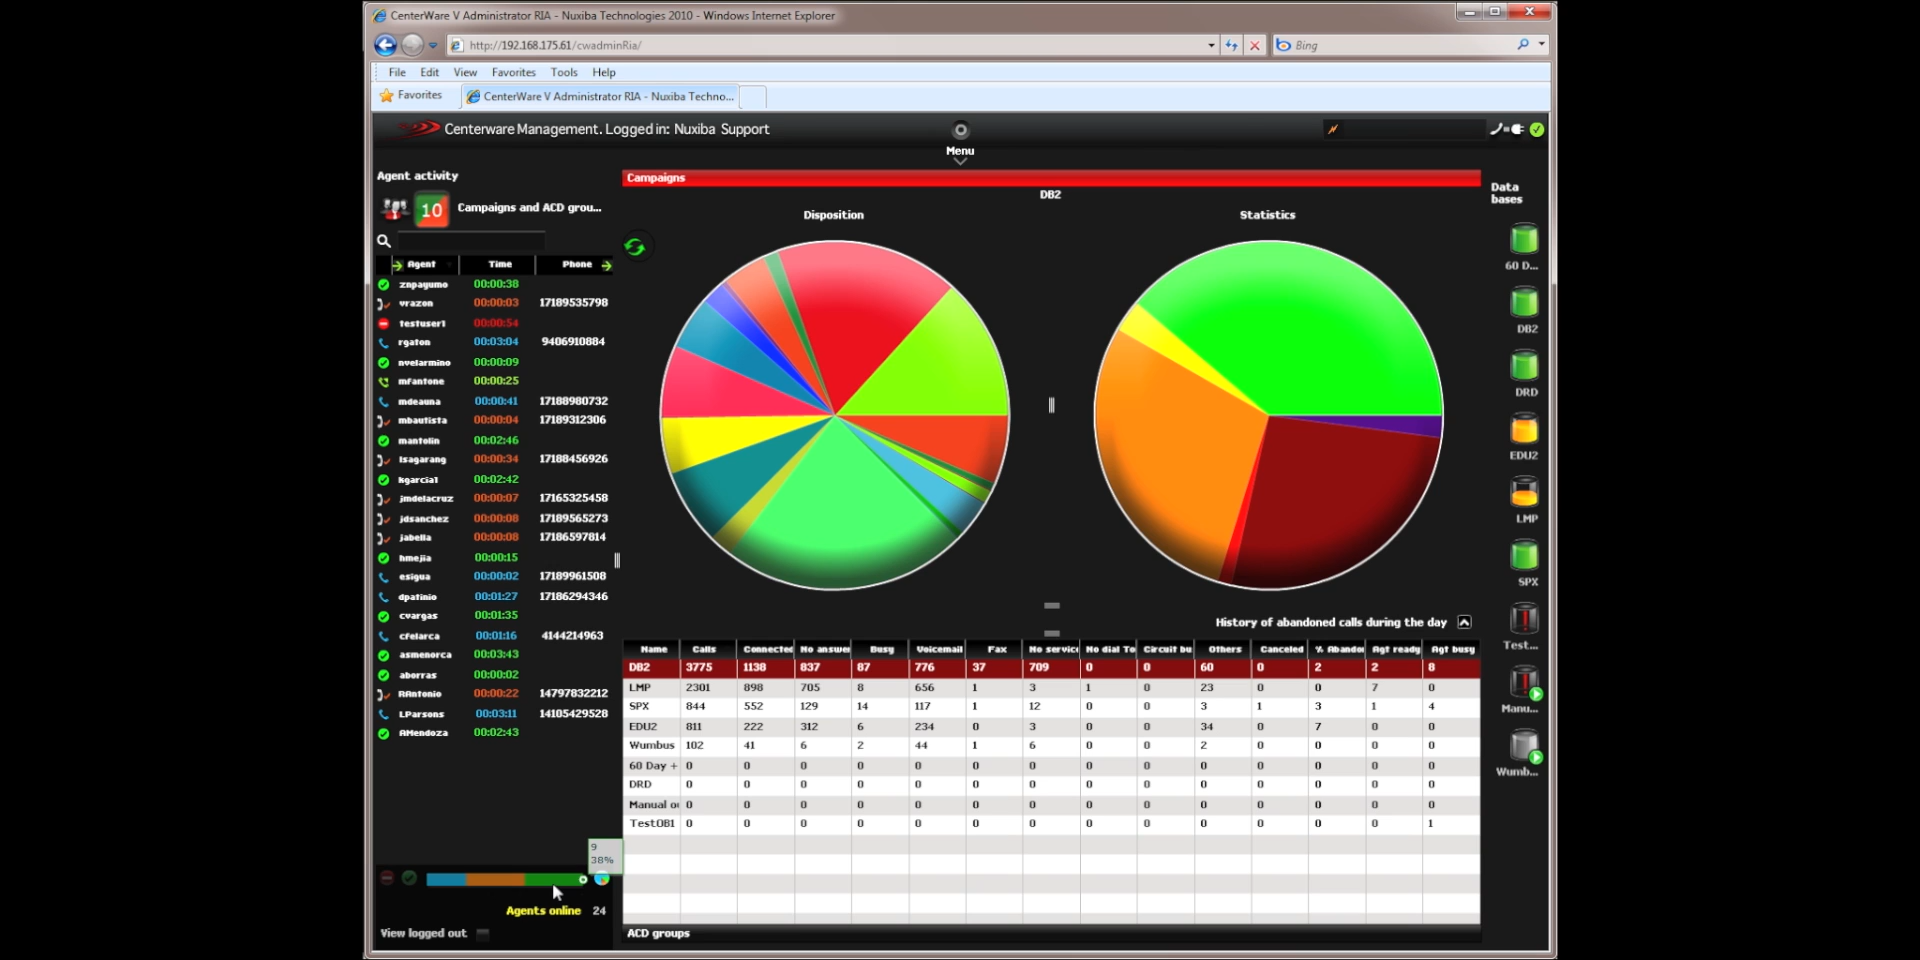 CenterWare V Administrator RIA - Nuxiba Technologies 2010 - Windows Internet Explorer
http://192.168.175.61/cwadminRia/
Bing
File Edit View Favorites Tools Help
Favorites
CenterWare V Administrator RIA - Nuxiba Techno...
Centerware Management. Logged in: Nuxiba Support
Menu
Agent activity
10 Campaigns and ACD grou...
Agent Time Phone
znpayumo 00:00:38
vrazon 00:00:03 17189535798
testuser1 00:00:54
rgaton 00:03:04 9406910884
nvelarmino 00:00:09
mfantone 00:00:25
mdeauna 00:00:41 17188980732
mbautista 00:00:04 17189312306
mantolin 00:02:46
lsagarang 00:00:34 17188456926
kgarcia1 00:02:42
jmdelacruz 00:00:07 17165325458
jdsanchez 00:00:08 17189565273
jabella 00:00:08 17186597814
hmejia 00:00:15
esigua 00:00:02 17189961508
dpatinio 00:01:27 17186294346
cvargas 00:01:35
cfelarca 00:01:16 4144214963
asmenorca 00:03:43
aborras 00:00:02
RAntonio 00:00:22 14797832212
LParsons 00:03:11 14105429528
AMendoza 00:02:43
9
38%
Agents online 24
View logged out
Campaigns
DB2
Disposition Statistics
History of abandoned calls during the day
Name Calls Connected No answer Busy Voicemail Fax No service No dial To Circuit bu Others Canceled % Abandon Agt ready Agt busy
DB2 3775 1138 837 87 776 37 709 0 0 60 0 2 2 8
LMP 2301 898 705 8 656 1 3 1 0 23 0 0 7 0
SPX 844 552 129 14 117 1 12 0 0 3 1 3 1 4
EDU2 811 222 312 6 234 0 3 0 0 34 0 7 0 0
Wumbus 102 41 6 2 44 1 6 0 0 2 0 0 0 0
60 Day + 0 0 0 0 0 0 0 0 0 0 0 0 0 0
DRD 0 0 0 0 0 0 0 0 0 0 0 0 0 0
Manual ou 0 0 0 0 0 0 0 0 0 0 0 0 0 0
TestOB1 0 0 0 0 0 0 0 0 0 0 0 0 0 1
ACD groups
Data
bases
60 D...
DB2
DRD
EDU2
LMP
SPX
Test...
Manu...
Wumb...